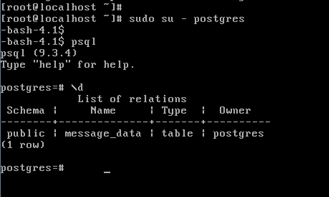 [root@localhost ~]#
[root@localhost ~]# sudo su - postgres
-bash-4.1$
-bash-4.1$ psql
psql (9.3.4)
Type "help" for help.
postgres=# \d
List of relations
Schema | Name | Type | Owner
--------+--------------+-------+----------
public | message_data | table | postgres
(1 row)
postgres=# _